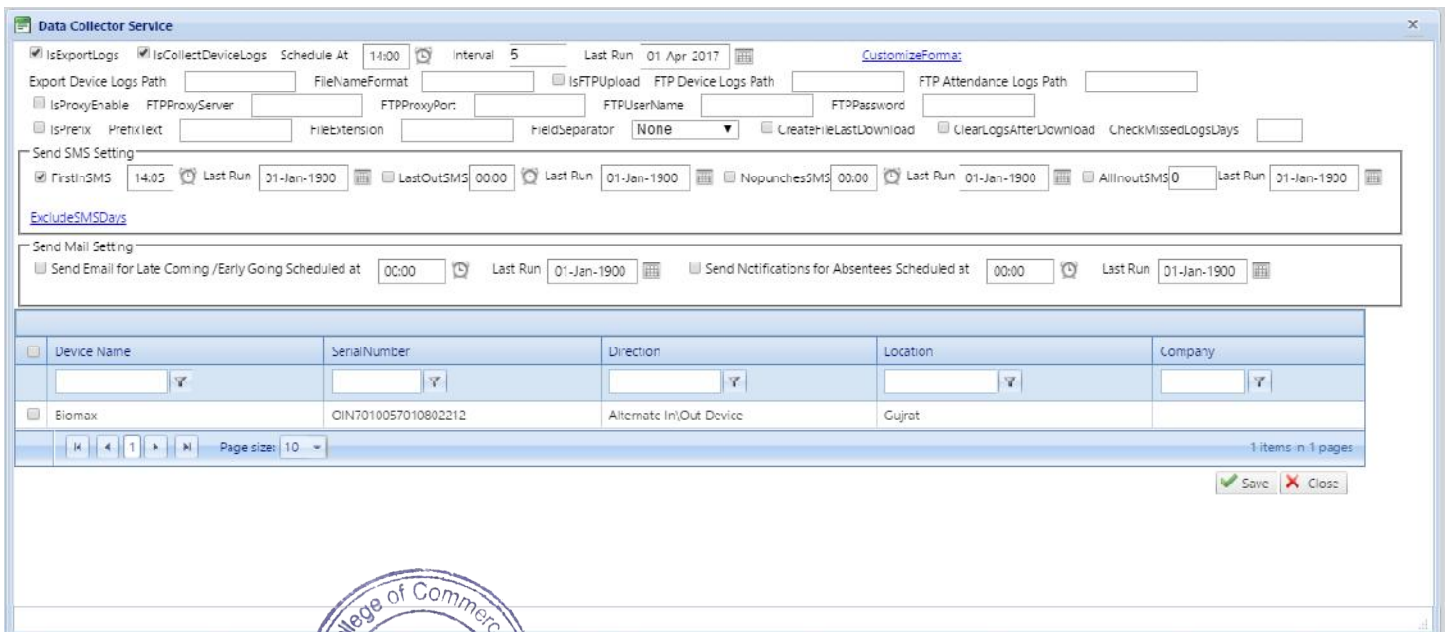 Data Collector Service
IsExportLogs IsCollectDeviceLogs Schedule At 14:00 Interval 5 Last Run 01 Apr 2017 CustomizeFormat
Export Device Logs Path FileNameFormat IsFTPUpload FTP Device Logs Path FTP Attendance Logs Path
IsProxyEnable FTPProxyServer FTPProxyPort FTPUserName FTPPassword
IsPrefix PrefixText FileExtension FieldSeparator None CreateFileLastDownload ClearLogsAfterDownload CheckMissedLogsDays
Send SMS Setting
FirstInSMS 14:05 Last Run 01-Jan-1900 LastOutSMS 00:00 Last Run 01-Jan-1900 NopunchesSMS 00:00 Last Run 01-Jan-1900 AllInoutSMS 0 Last Run 01-Jan-1900
ExcludeSMSDays
Send Mail Setting
Send Email for Late Coming /Early Going Scheduled at 00:00 Last Run 01-Jan-1900 Send Notifications for Absentees Scheduled at 00:00 Last Run 01-Jan-1900
Device Name SerialNumber Direction Location Company
Biomax OIN7010057010802212 Alternate In\Out Device Gujrat
1 Page size: 10 1 items in 1 pages
Save Close
College of Commerc